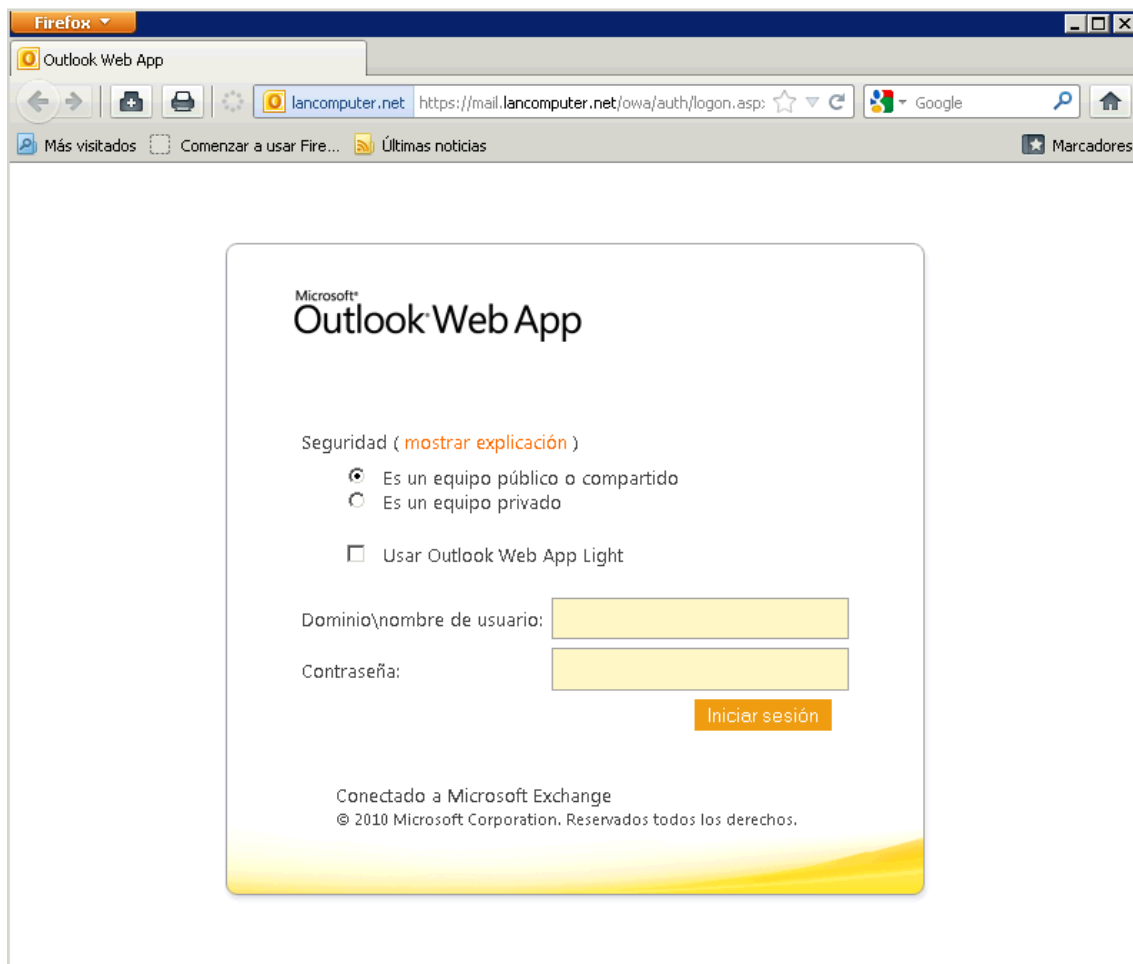 Firefox
Outlook Web App
lancomputer.net https://mail.lancomputer.net/owa/auth/logon.asp: Google
Más visitados Comenzar a usar Fire... Últimas noticias Marcadores
Microsoft®
Outlook® Web App
Seguridad ( mostrar explicación )
Es un equipo público o compartido
Es un equipo privado
Usar Outlook Web App Light
Dominio\nombre de usuario:
Contraseña:
Iniciar sesión
Conectado a Microsoft Exchange
© 2010 Microsoft Corporation. Reservados todos los derechos.